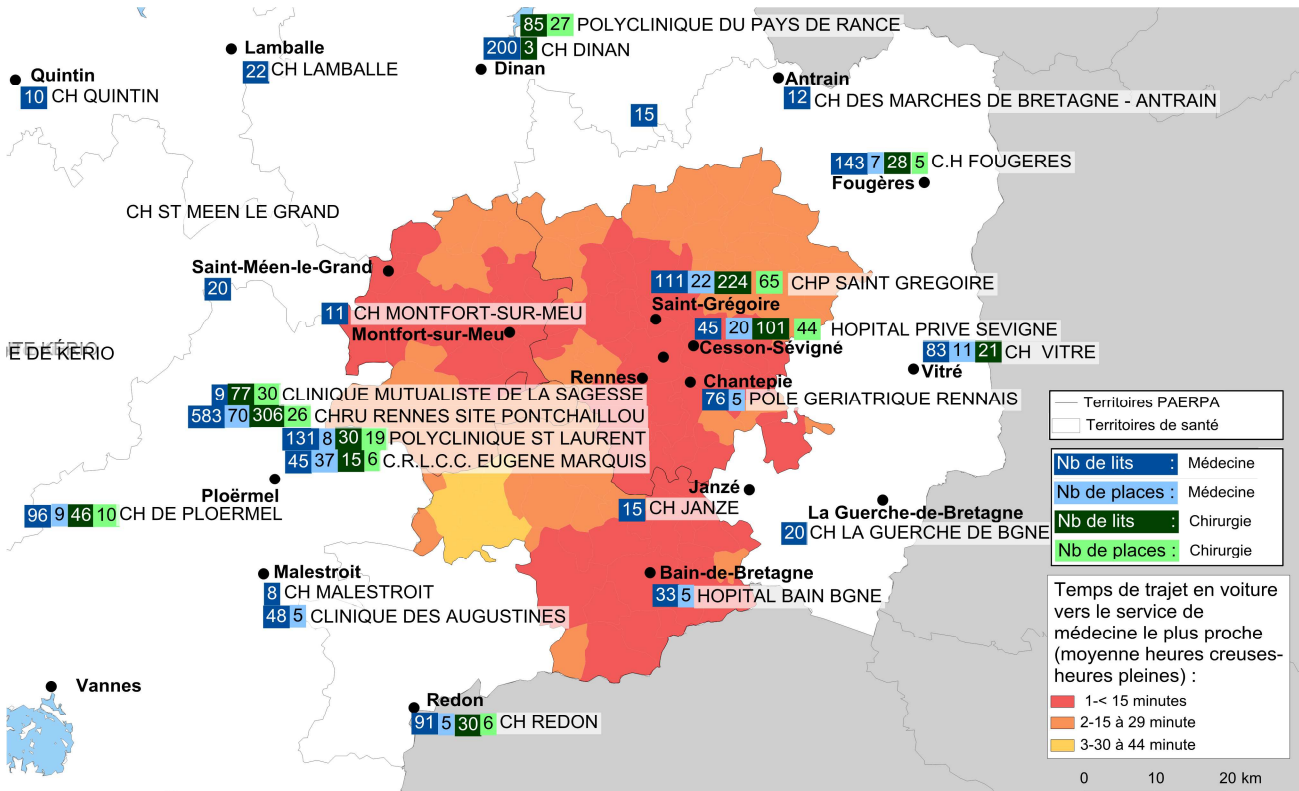 85 27 POLYCLINIQUE DU PAYS DE RANCE
200 3 CH DINAN
Dinan
Lamballe
22 CH LAMBALLE
Quintin
10 CH QUINTIN
Antrain
12 CH DES MARCHES DE BRETAGNE - ANTRAIN
15
143 7 28 5 C.H FOUGERES
Fougères
CH ST MEEN LE GRAND
Saint-Méen-le-Grand
20
111 22 224 65 CHP SAINT GREGOIRE
Saint-Grégoire
11 CH MONTFORT-SUR-MEU
Montfort-sur-Meu
45 20 101 44 HOPITAL PRIVE SEVIGNE
Cesson-Sévigné
E DE KERIO
83 11 21 CH VITRE
Vitré
Rennes
Chantepie
76 5 POLE GERIATRIQUE RENNAIS
9 77 30 CLINIQUE MUTUALISTE DE LA SAGESSE
583 70 306 26 CHRU RENNES SITE PONTCHAILLOU
131 8 30 19 POLYCLINIQUE ST LAURENT
45 37 15 6 C.R.L.C.C. EUGENE MARQUIS
Ploërmel
96 9 46 10 CH DE PLOERMEL
Janzé
15 CH JANZE
La Guerche-de-Bretagne
20 CH LA GUERCHE DE BGNE
Malestroit
8 CH MALESTROIT
48 5 CLINIQUE DES AUGUSTINES
Bain-de-Bretagne
33 5 HOPITAL BAIN BGNE
Vannes
Redon
91 5 30 6 CH REDON
Territoires PAERPA
Territoires de santé
Nb de lits : Médecine
Nb de places : Médecine
Nb de lits : Chirurgie
Nb de places : Chirurgie
Temps de trajet en voiture
vers le service de
médecine le plus proche
(moyenne heures creuses-
heures pleines) :
1-< 15 minutes
2-15 à 29 minute
3-30 à 44 minute
0 10 20 km